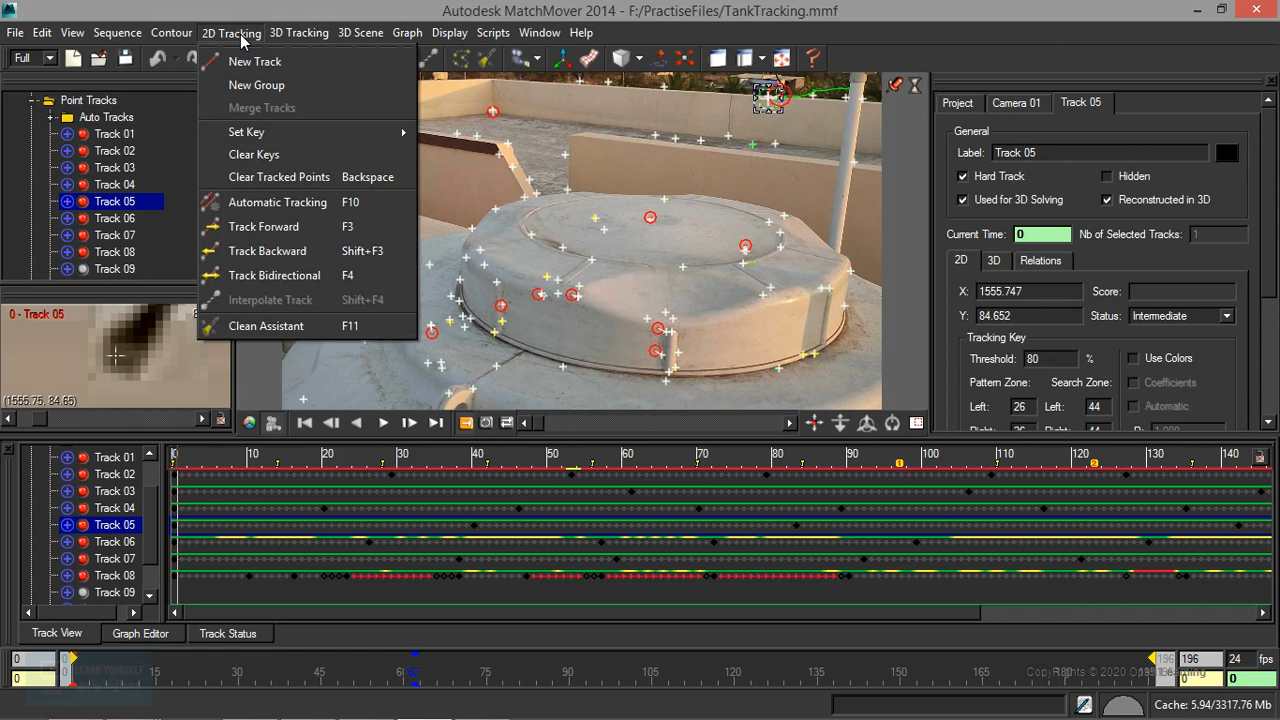 Autodesk MatchMover 2014 - F:/PractiseFiles/TankTracking.mmf
File Edit View Sequence Contour 2D Tracking 3D Tracking 3D Scene Graph Display Scripts Window Help
Full
New Track
New Group
Merge Tracks
Set Key
Clear Keys
Clear Tracked Points Backspace
Automatic Tracking F10
Track Forward F3
Track Backward Shift+F3
Track Bidirectional F4
Interpolate Track Shift+F4
Clean Assistant F11
Point Tracks
Auto Tracks
Track 01
Track 02
Track 03
Track 04
Track 05
Track 06
Track 07
Track 08
Track 09
0 - Track 05
(1555.75, 84.65)
Project Camera 01 Track 05
General
Label: Track 05
Hard Track Hidden
Used for 3D Solving Reconstructed in 3D
Current Time: 0 Nb of Selected Tracks: 1
2D 3D Relations
X: 1555.747 Score:
Y: 84.652 Status: Intermediate
Tracking Key
Threshold: 80 % Use Colors
Pattern Zone: Search Zone: Coefficients
Left: 26 Left: 44 Automatic
0 10 20 30 40 50 60 70 80 90 100 110 120 130 140
1 2
Track 01
Track 02
Track 03
Track 04
Track 05
Track 06
Track 07
Track 08
Track 09
Track View Graph Editor Track Status
0 0 15 30 45 60 62 75 90 105 120 135 150 165 180 195 196 196 24 fps
0 0 0
LEARN YOURSELF
Cache: 5.94/3317.76 Mb